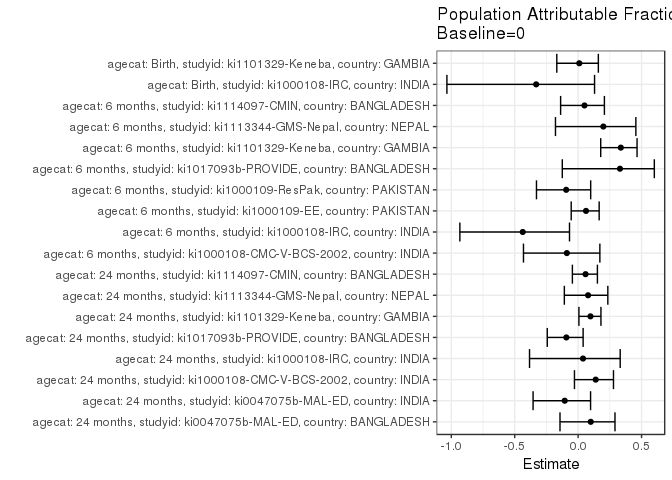 Population Attributable Fractio
Baseline=0
agecat: Birth, studyid: ki1101329-Keneba, country: GAMBIA
agecat: Birth, studyid: ki1000108-IRC, country: INDIA
agecat: 6 months, studyid: ki1114097-CMIN, country: BANGLADESH
agecat: 6 months, studyid: ki1113344-GMS-Nepal, country: NEPAL
agecat: 6 months, studyid: ki1101329-Keneba, country: GAMBIA
agecat: 6 months, studyid: ki1017093b-PROVIDE, country: BANGLADESH
agecat: 6 months, studyid: ki1000109-ResPak, country: PAKISTAN
agecat: 6 months, studyid: ki1000109-EE, country: PAKISTAN
agecat: 6 months, studyid: ki1000108-IRC, country: INDIA
agecat: 6 months, studyid: ki1000108-CMC-V-BCS-2002, country: INDIA
agecat: 24 months, studyid: ki1114097-CMIN, country: BANGLADESH
agecat: 24 months, studyid: ki1113344-GMS-Nepal, country: NEPAL
agecat: 24 months, studyid: ki1101329-Keneba, country: GAMBIA
agecat: 24 months, studyid: ki1017093b-PROVIDE, country: BANGLADESH
agecat: 24 months, studyid: ki1000108-IRC, country: INDIA
agecat: 24 months, studyid: ki1000108-CMC-V-BCS-2002, country: INDIA
agecat: 24 months, studyid: ki0047075b-MAL-ED, country: INDIA
agecat: 24 months, studyid: ki0047075b-MAL-ED, country: BANGLADESH
-1.0 -0.5 0.0 0.5
Estimate